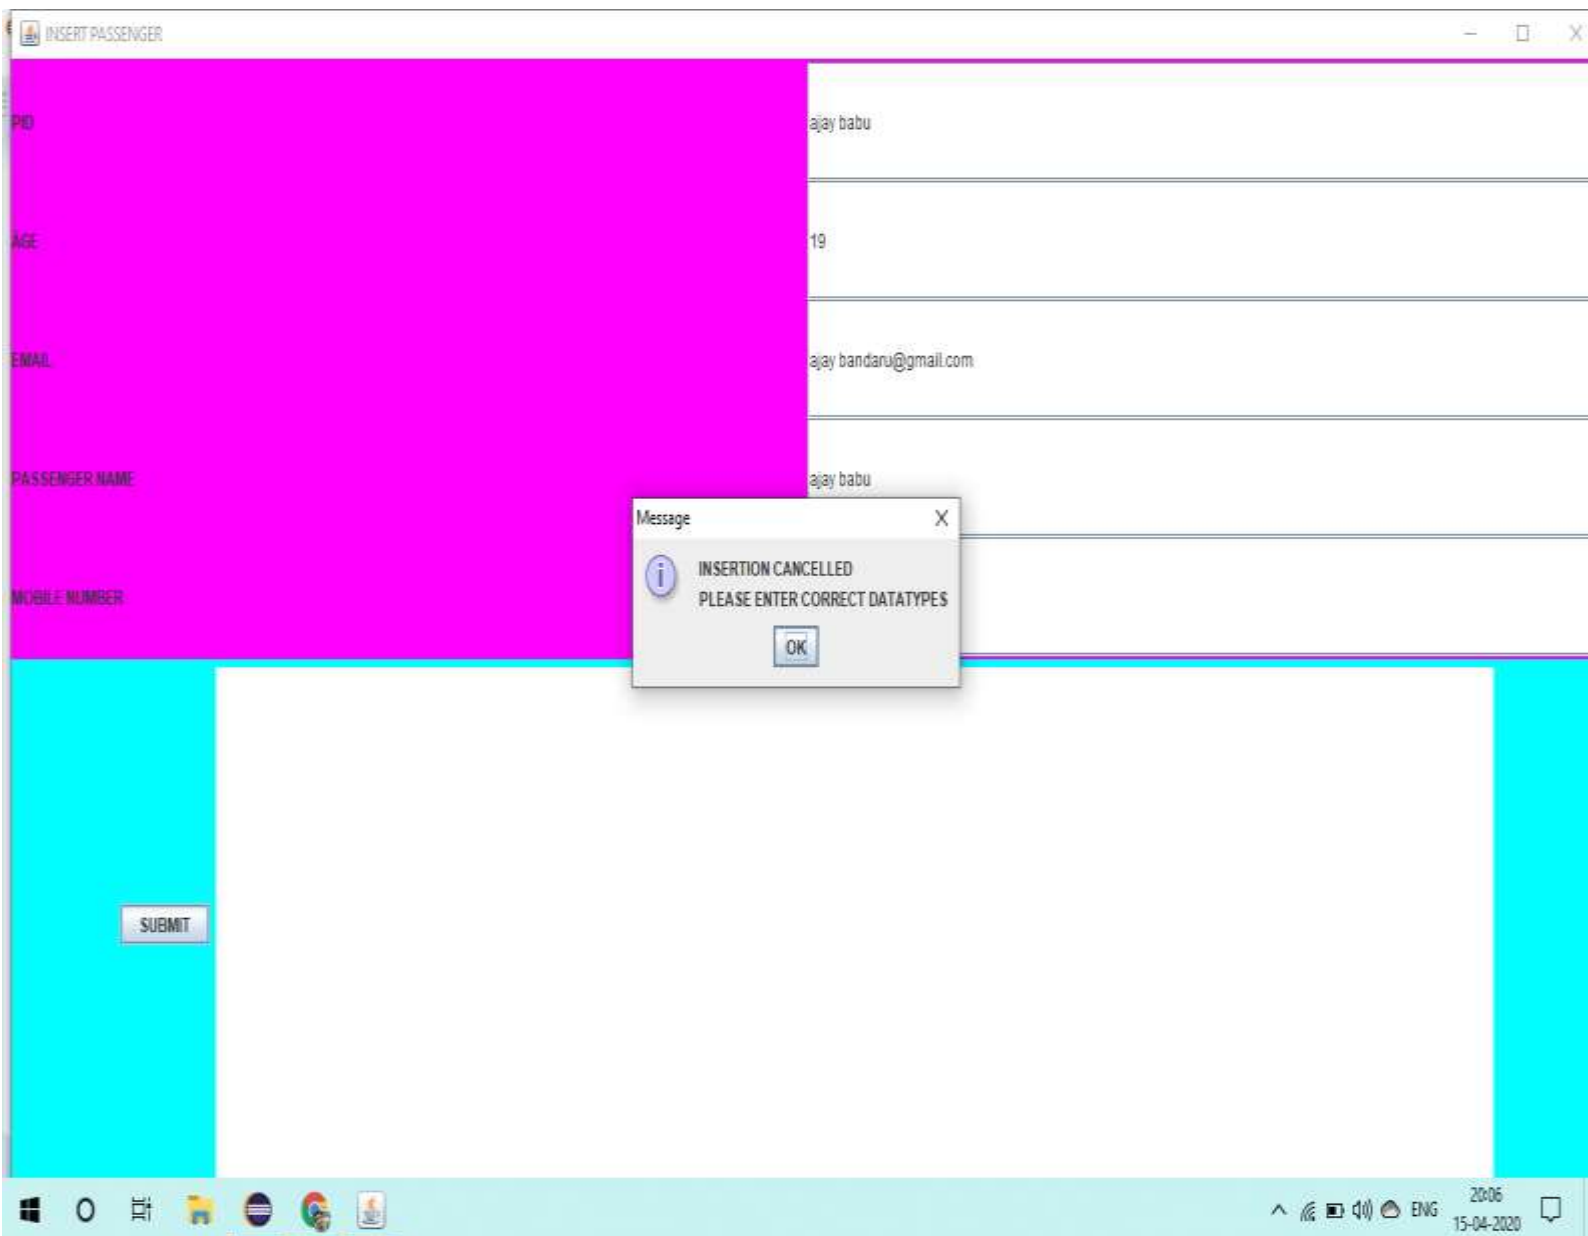 INSERT PASSENGER
PID
ajay babu
AGE
19
EMAIL
ajay bandaru@gmail.com
PASSENGER NAME
ajay babu
MOBILE NUMBER
Message
X
INSERTION CANCELLED
PLEASE ENTER CORRECT DATATYPES
OK
SUBMIT
ENG
20:06
15-04-2020